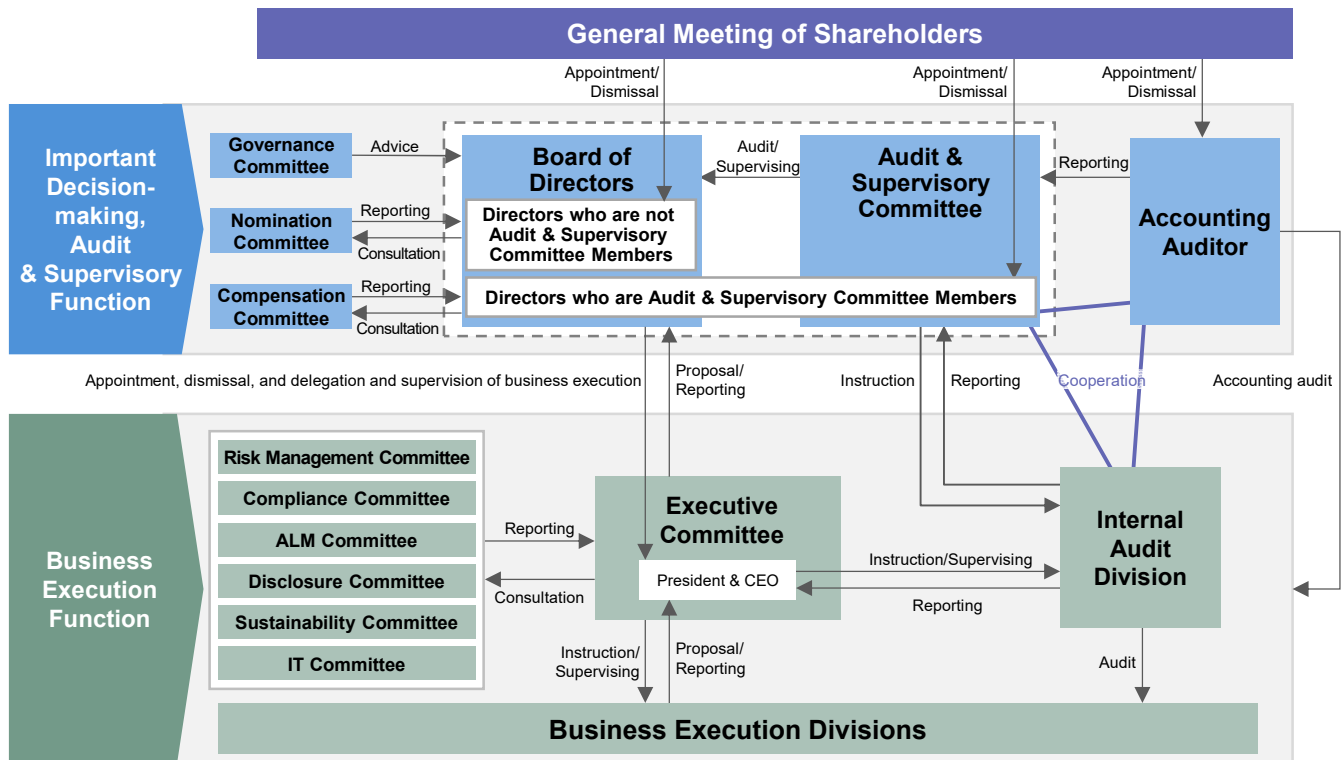 General Meeting of Shareholders
Appointment/
Dismissal
Appointment/
Dismissal
Appointment/
Dismissal
Important
Decision-
making,
Audit
& Supervisory
Function
Governance
Committee
Advice
Nomination
Committee
Reporting
Consultation
Compensation
Committee
Reporting
Consultation
Board of
Directors
Audit/
Supervising
Audit &
Supervisory
Committee
Reporting
Accounting
Auditor
Directors who are not
Audit & Supervisory
Committee Members
Directors who are Audit & Supervisory Committee Members
Appointment, dismissal, and delegation and supervision of business execution
Proposal/
Reporting
Instruction
Reporting
Cooperation
Accounting audit
Business
Execution
Function
Risk Management Committee
Compliance Committee
ALM Committee
Disclosure Committee
Sustainability Committee
IT Committee
Reporting
Consultation
Executive
Committee
President & CEO
Instruction/Supervising
Reporting
Internal
Audit
Division
Instruction/
Supervising
Proposal/
Reporting
Audit
Business Execution Divisions